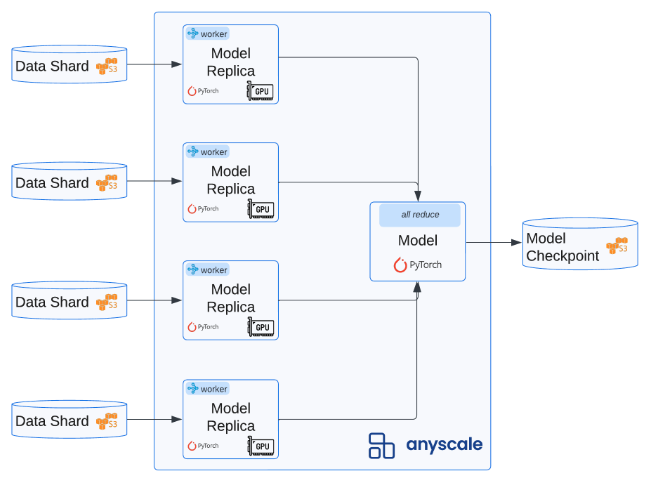 Data Shard
S3
worker
Model
Replica
PyTorch
GPU
Data Shard
S3
worker
Model
Replica
PyTorch
GPU
all reduce
Model
PyTorch
Model
Checkpoint
S3
Data Shard
S3
worker
Model
Replica
PyTorch
GPU
Data Shard
S3
worker
Model
Replica
PyTorch
GPU
anyscale